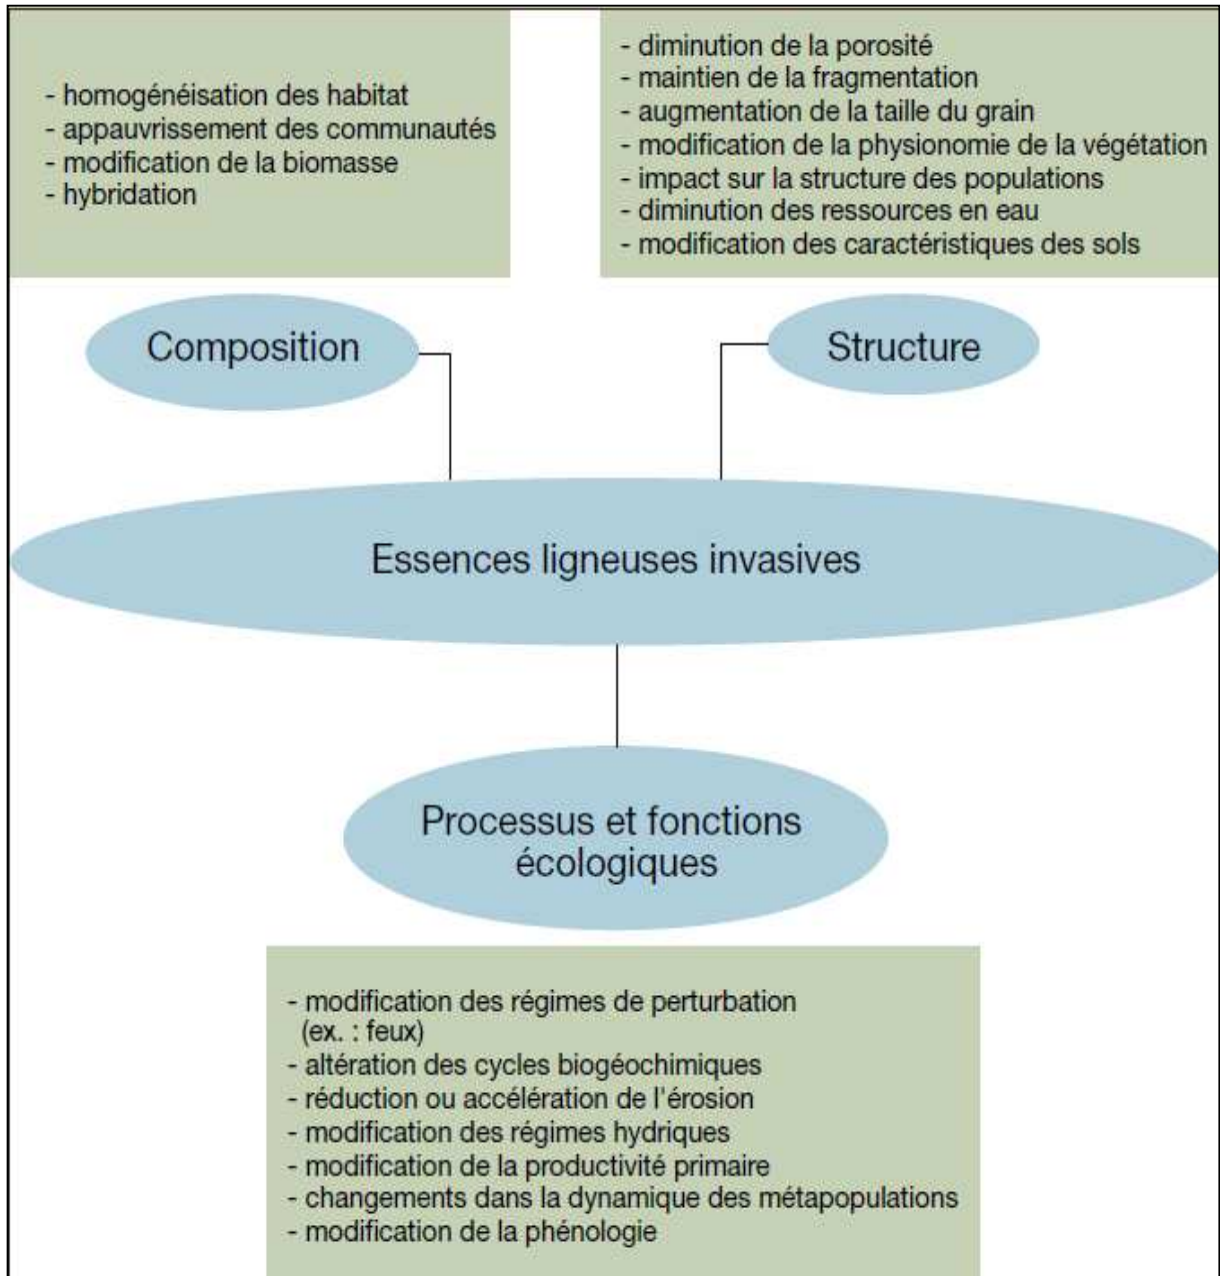 - homogénéisation des habitat
- appauvrissement des communautés
- modification de la biomasse
- hybridation
- diminution de la porosité
- maintien de la fragmentation
- augmentation de la taille du grain
- modification de la physionomie de la végétation
- impact sur la structure des populations
- diminution des ressources en eau
- modification des caractéristiques des sols
Composition
Structure
Essences ligneuses invasives
Processus et fonctions
écologiques
- modification des régimes de perturbation
(ex. : feux)
- altération des cycles biogéochimiques
- réduction ou accélération de l'érosion
- modification des régimes hydriques
- modification de la productivité primaire
- changements dans la dynamique des métapopulations
- modification de la phénologie